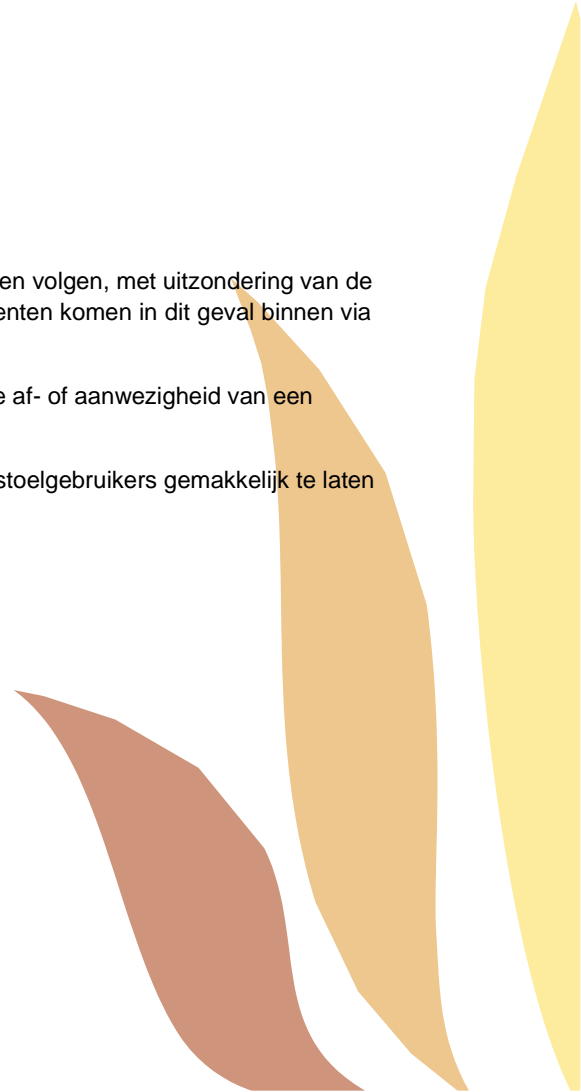 en volgen, met uitzondering van de
enten komen in dit geval binnen via
e af- of aanwezigheid van een
stoelgebruikers gemakkelijk te laten